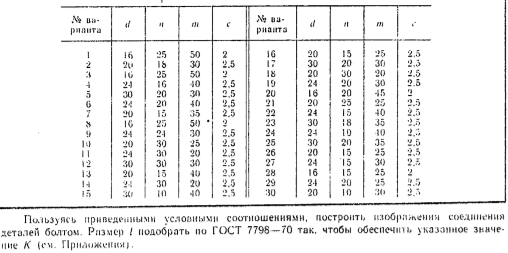 № ва-
рианта d n m c № ва-
рианта d n m c
1 16 25 50 2 16 20 15 25 2,5
2 20 18 30 2,5 17 30 20 30 2,5
3 16 25 50 2 18 20 30 20 2,5
4 24 16 40 2,5 19 24 20 30 2,5
5 30 20 30 2,5 20 16 20 45 2
6 24 20 40 2,5 21 20 25 25 2,5
7 20 15 35 2,5 22 24 15 40 2,5
8 16 25 50 2 23 30 18 35 2,5
9 24 24 30 2,5 24 24 10 40 2,5
10 20 30 25 2,5 25 30 20 35 2,5
11 24 30 20 2,5 26 20 15 25 2,5
12 30 30 30 2,5 27 24 15 30 2,5
13 20 15 40 2,5 28 16 15 25 2
14 24 30 20 2,5 29 24 20 25 2,5
15 30 10 40 2,5 30 20 10 30 2,5
Пользуясь приведенными условными соотношениями, построить изображения соединения
деталей болтом. Размер l подобрать по ГОСТ 7798—70 так, чтобы обеспечить указанное значе-
ние K (см. Приложения).